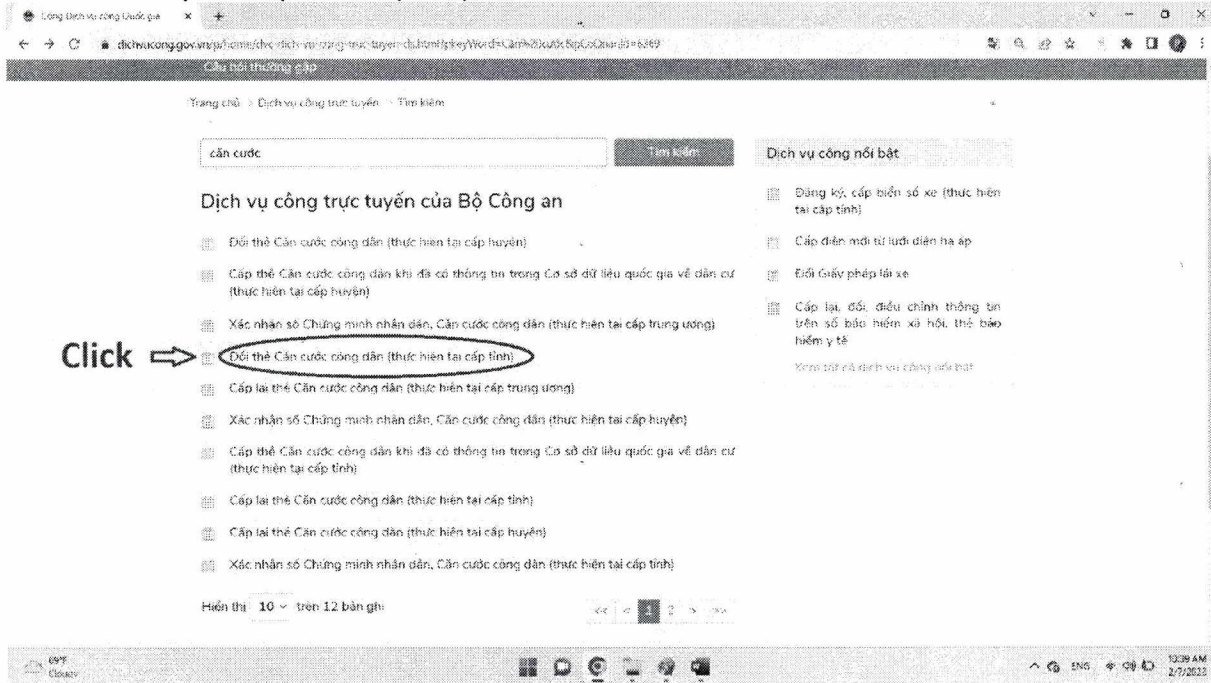 Cổng Dịch vụ công Quốc gia
Câu hỏi thường gặp
Trang chủ > Dịch vụ công trực tuyến > Tìm kiếm
căn cước
Tìm kiếm
Dịch vụ công trực tuyến của Bộ Công an
Đổi thẻ Căn cước công dân (thực hiện tại cấp huyện)
Cấp thẻ Căn cước công dân khi đã có thông tin trong Cơ sở dữ liệu quốc gia về dân cư
(thực hiện tại cấp huyện)
Xác nhận số Chứng minh nhân dân, Căn cước công dân (thực hiện tại cấp trung ương)
Click
Đổi thẻ Căn cước công dân (thực hiện tại cấp tỉnh)
Cấp lại thẻ Căn cước công dân (thực hiện tại cấp trung ương)
Xác nhận số Chứng minh nhân dân, Căn cước công dân (thực hiện tại cấp huyện)
Cấp thẻ Căn cước công dân khi đã có thông tin trong Cơ sở dữ liệu quốc gia về dân cư
(thực hiện tại cấp tỉnh)
Cấp lại thẻ Căn cước công dân (thực hiện tại cấp tỉnh)
Cấp lại thẻ Căn cước công dân (thực hiện tại cấp huyện)
Xác nhận số Chứng minh nhân dân, Căn cước công dân (thực hiện tại cấp tỉnh)
Hiển thị 10 trên 12 bản ghi
<< < 1 2 > >>
Dịch vụ công nổi bật
Đăng ký, cấp biển số xe (thực hiện
tại cấp tỉnh)
Cấp điện mới từ lưới điện hạ áp
Đổi Giấy phép lái xe
Cấp lại, đổi, điều chỉnh thông tin
trên sổ bảo hiểm xã hội, thẻ bảo
hiểm y tế
Xem tất cả dịch vụ công nổi bật
69°F
Cloudy
ENG
10:39 AM
2/7/2023